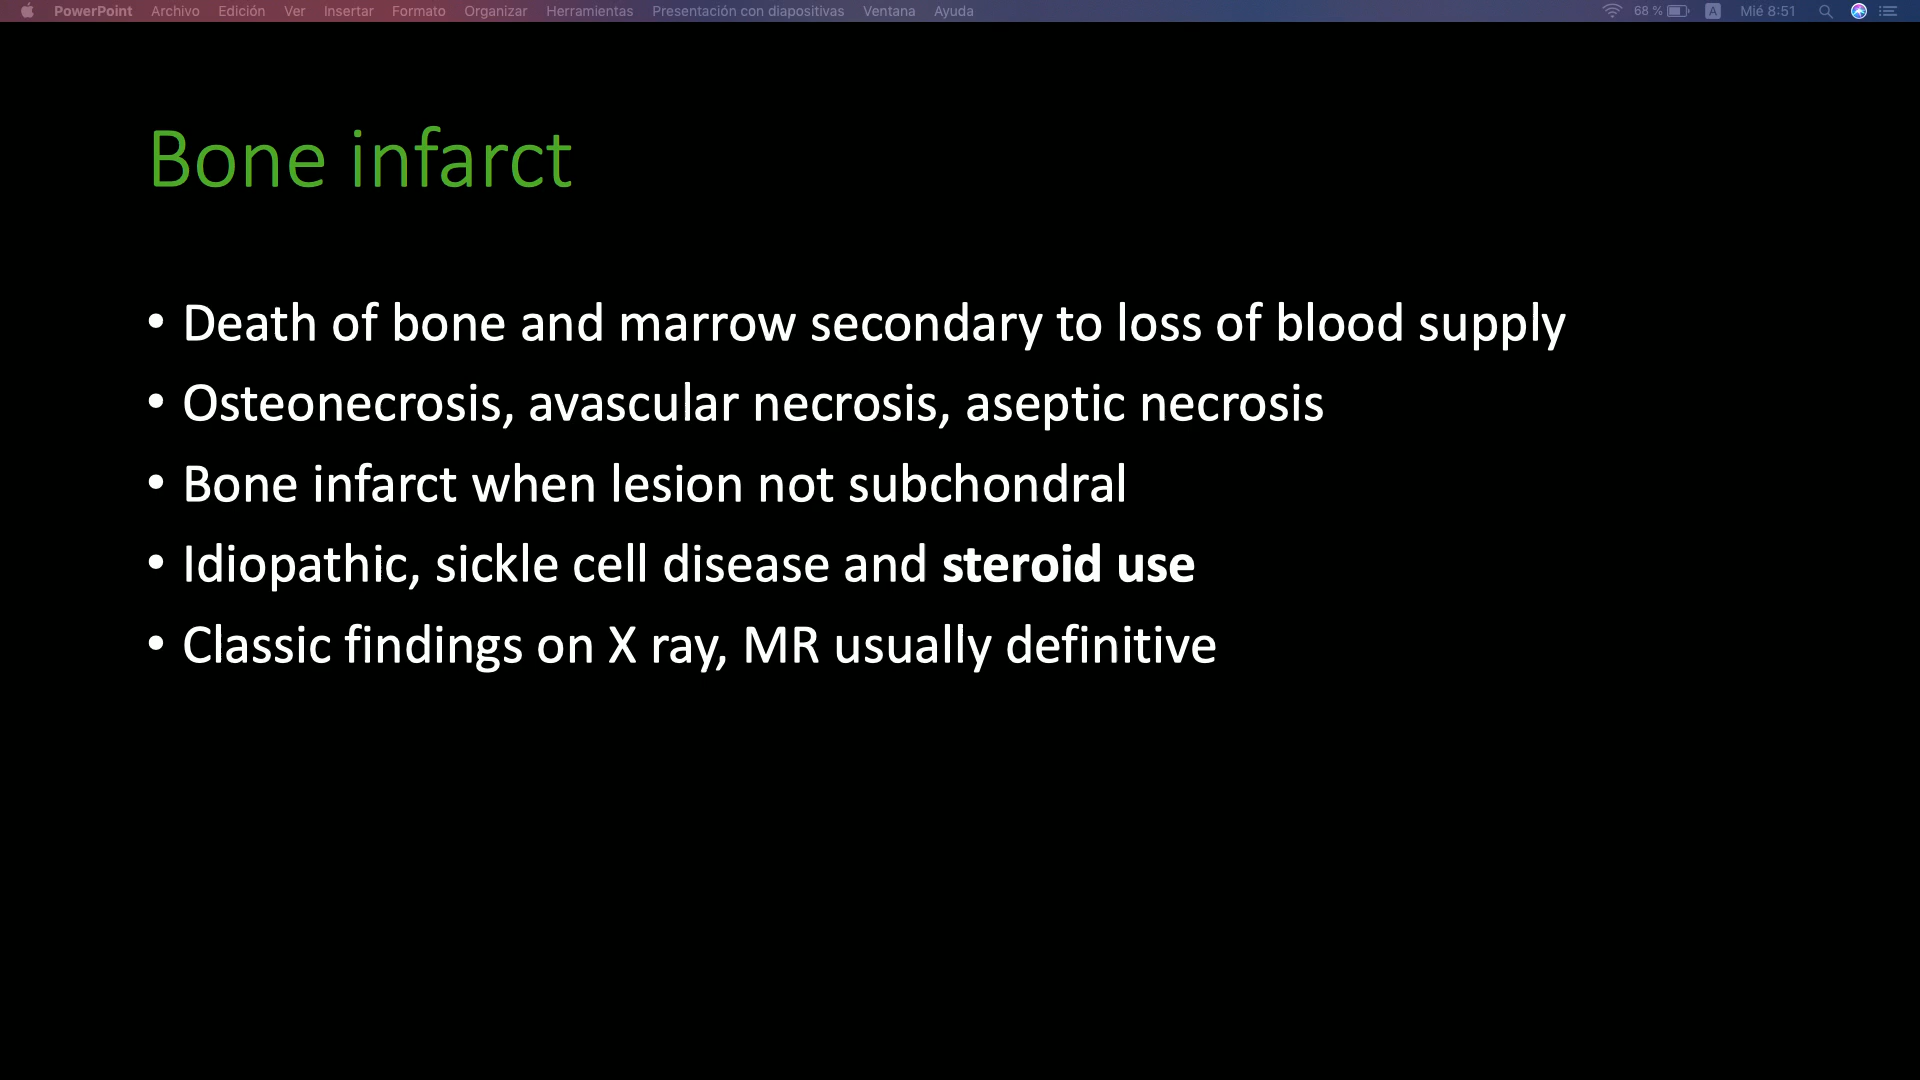 PowerPoint Archivo Edición Ver Insertar Formato Organizar Herramientas Presentación con diapositivas Ventana Ayuda 68 % A Mié 8:51
Bone infarct
• Death of bone and marrow secondary to loss of blood supply
• Osteonecrosis, avascular necrosis, aseptic necrosis
• Bone infarct when lesion not subchondral
• Idiopathic, sickle cell disease and steroid use
• Classic findings on X ray, MR usually definitive